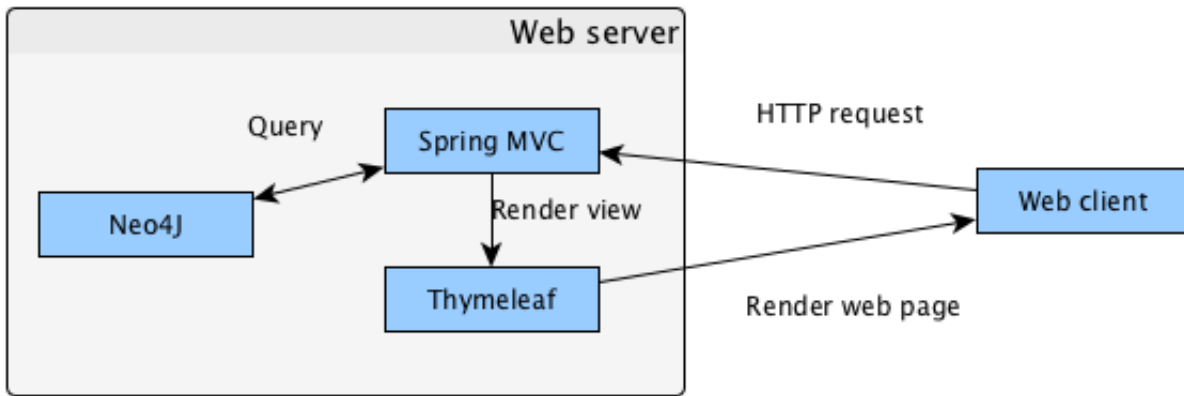 Web server
Query
Spring MVC
HTTP request
Neo4J
Render view
Web client
Thymeleaf
Render web page